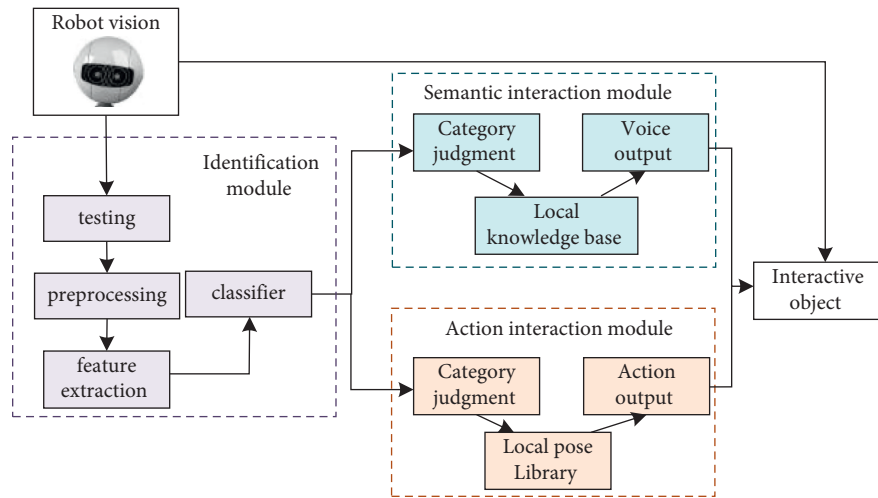 Robot vision
Identification
module
testing
preprocessing
feature
extraction
classifier
Semantic interaction module
Category
judgment
Voice
output
Local
knowledge base
Action interaction module
Category
judgment
Action
output
Local pose
Library
Interactive
object